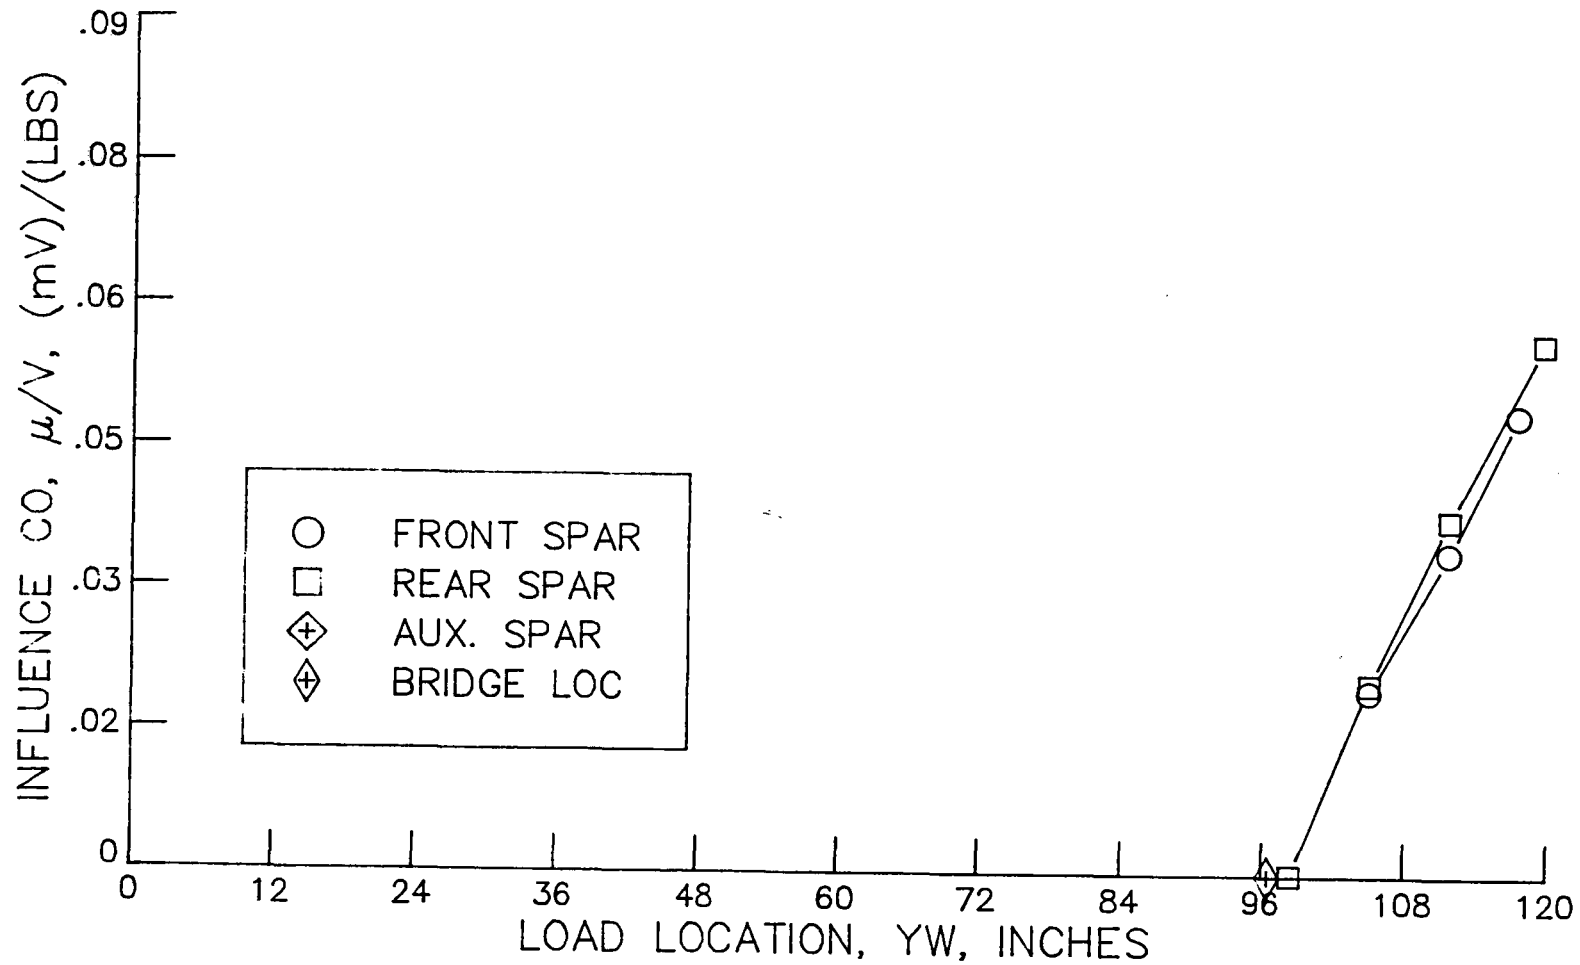 INFLUENCE CO, μ/V, (mV)/(LBS)
.09
.08
.06
.05
.03
.02
0
FRONT SPAR
REAR SPAR
AUX. SPAR
BRIDGE LOC
0 12 24 36 48 60 72 84 96 108 120
LOAD LOCATION, YW, INCHES